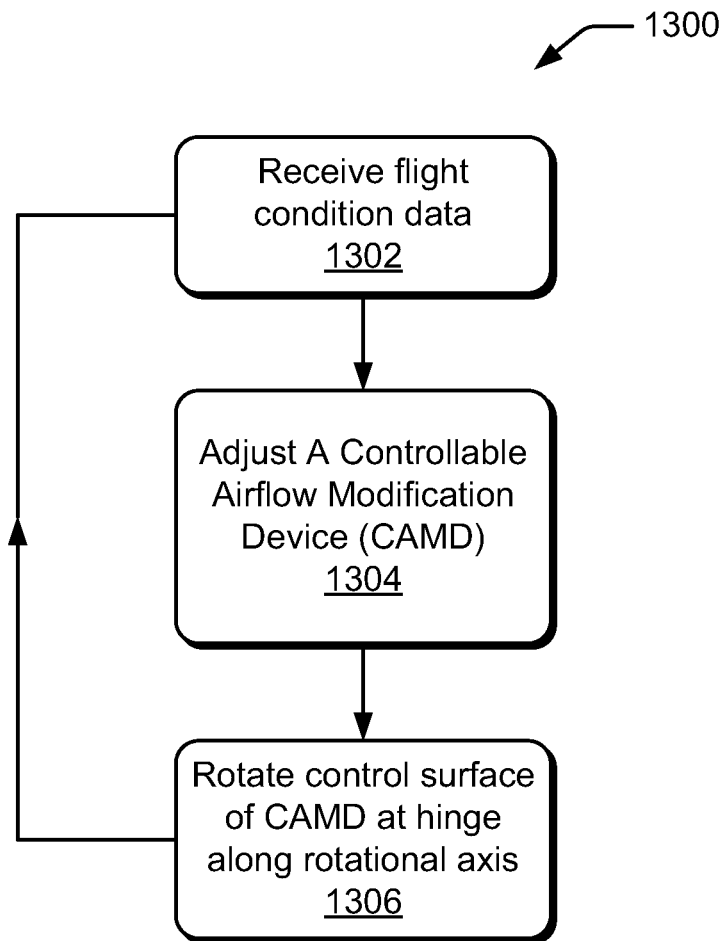 1300
Receive flight
condition data
1302
Adjust A Controllable
Airflow Modification
Device (CAMD)
1304
Rotate control surface
of CAMD at hinge
along rotational axis
1306